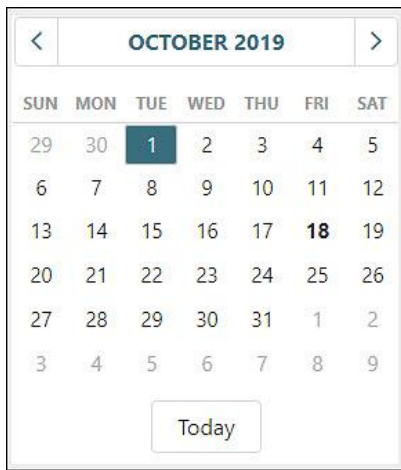 < OCTOBER 2019 >
SUN MON TUE WED THU FRI SAT
29 30 1 2 3 4 5
6 7 8 9 10 11 12
13 14 15 16 17 18 19
20 21 22 23 24 25 26
27 28 29 30 31 1 2
3 4 5 6 7 8 9
Today